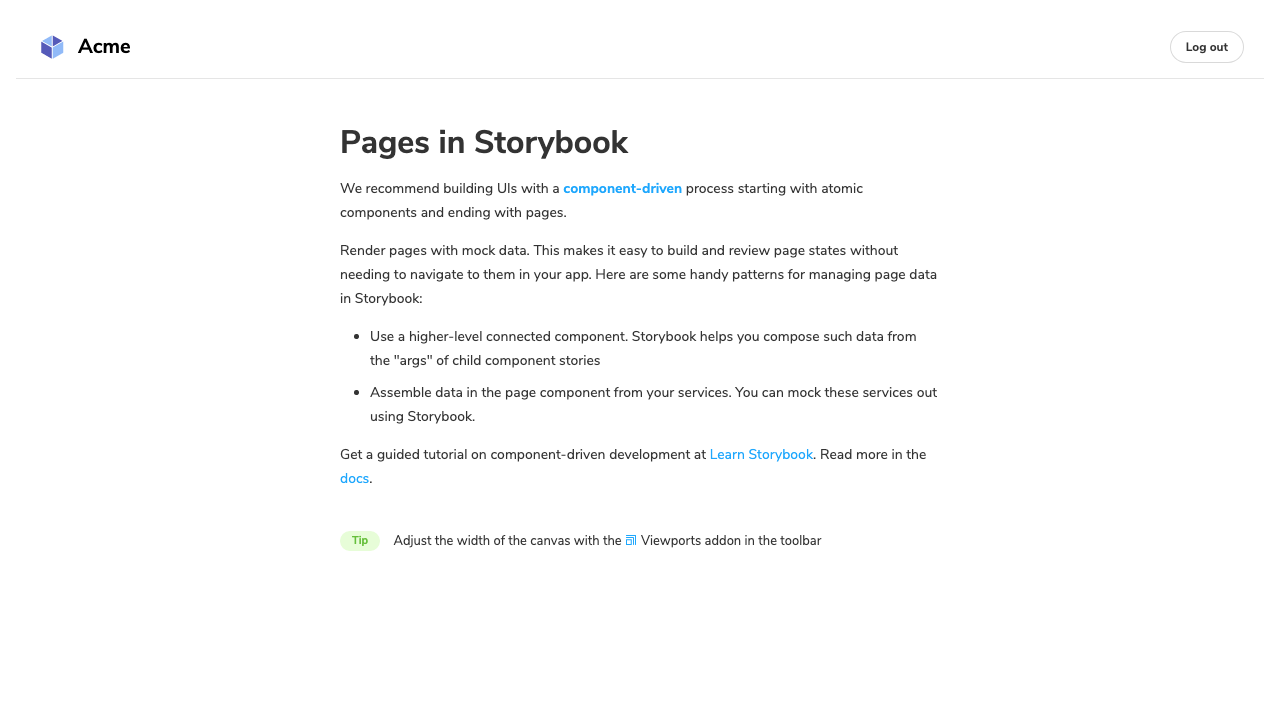 Acme
Log out
Pages in Storybook
We recommend building UIs with a component-driven process starting with atomic
components and ending with pages.
Render pages with mock data. This makes it easy to build and review page states without
needing to navigate to them in your app. Here are some handy patterns for managing page data
in Storybook:
Use a higher-level connected component. Storybook helps you compose such data from
the "args" of child component stories
Assemble data in the page component from your services. You can mock these services out
using Storybook.
Get a guided tutorial on component-driven development at Learn Storybook. Read more in the
docs.
Tip Adjust the width of the canvas with the Viewports addon in the toolbar